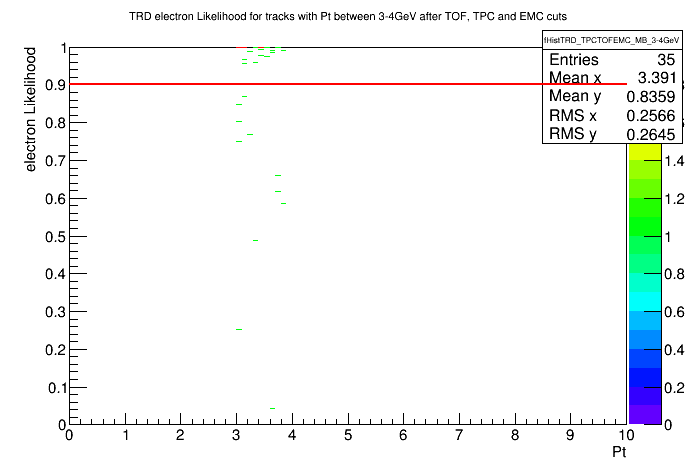 TRD electron Likelihood for tracks with Pt between 3-4GeV after TOF, TPC and EMC cuts
fHistTRD_TPCTOFEMC_MB_3-4GeV
Entries 35
Mean x 3.391
Mean y 0.8359
RMS x 0.2566
RMS y 0.2645
electron Likelihood
1
0.9
0.8
0.7
0.6
0.5
0.4
0.3
0.2
0.1
0
0 1 2 3 4 5 6 7 8 9 10
Pt
1.4
1.2
1
0.8
0.6
0.4
0.2
0